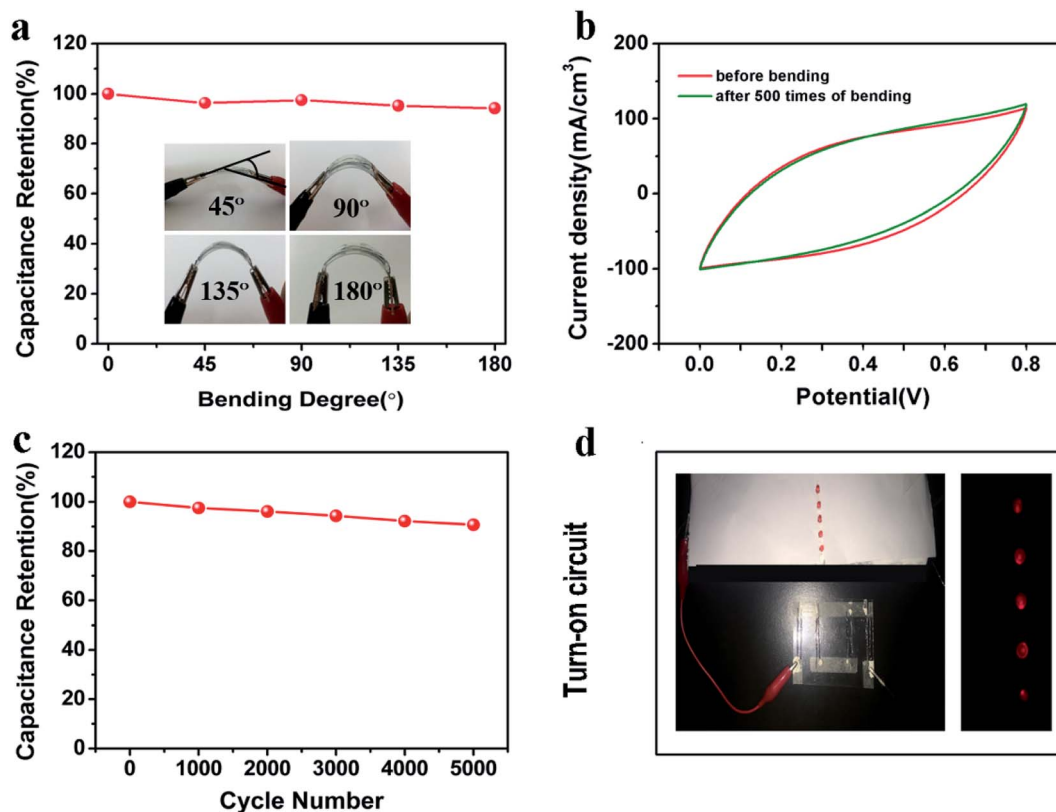 a
Capacitance Retention(%)
120
100
80
60
40
20
0
45°
90°
135°
180°
0 45 90 135 180
Bending Degree(°)
b
Current density(mA/cm³)
200
100
0
-100
-200
before bending
after 500 times of bending
0.0 0.2 0.4 0.6 0.8
Potential(V)
c
Capacitance Retention(%)
120
100
80
60
40
20
0
0 1000 2000 3000 4000 5000
Cycle Number
d
Turn-on circuit